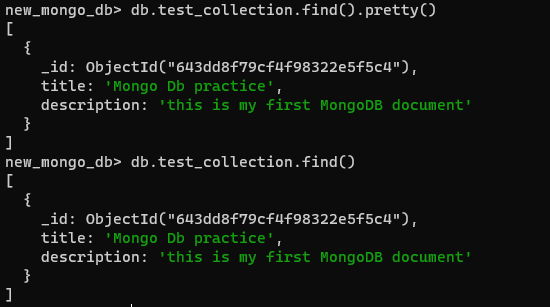 new_mongo_db> db.test_collection.find().pretty()
[
  {
    _id: ObjectId("643dd8f79cf4f98322e5f5c4"),
    title: 'Mongo Db practice',
    description: 'this is my first MongoDB document'
  }
]
new_mongo_db> db.test_collection.find()
[
  {
    _id: ObjectId("643dd8f79cf4f98322e5f5c4"),
    title: 'Mongo Db practice',
    description: 'this is my first MongoDB document'
  }
]